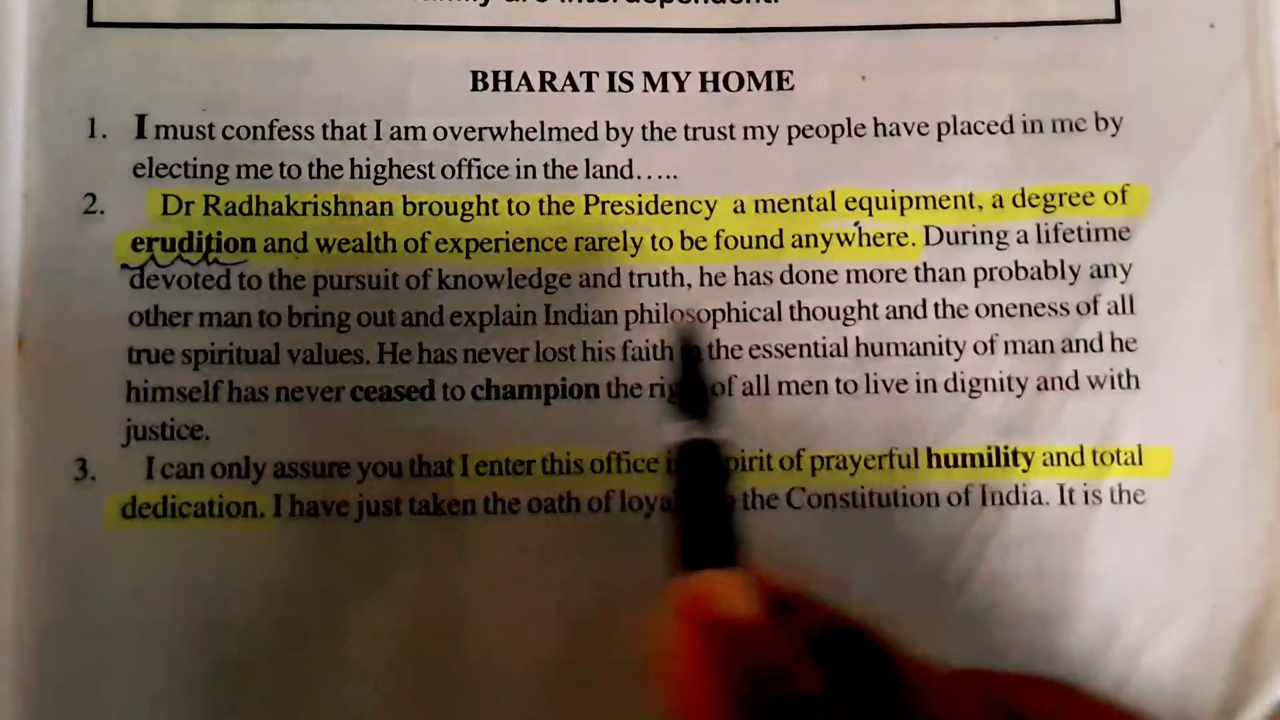 BHARAT IS MY HOME
1. I must confess that I am overwhelmed by the trust my people have placed in me by
electing me to the highest office in the land.....
2. Dr Radhakrishnan brought to the Presidency a mental equipment, a degree of
erudition and wealth of experience rarely to be found anywhere. During a lifetime
devoted to the pursuit of knowledge and truth, he has done more than probably any
other man to bring out and explain Indian philosophical thought and the oneness of all
true spiritual values. He has never lost his faith the essential humanity of man and he
himself has never ceased to champion the of all men to live in dignity and with
justice.
3. I can only assure you that I enter this office of prayerful humility and total
dedication. I have just taken the oath of the Constitution of India. It is the